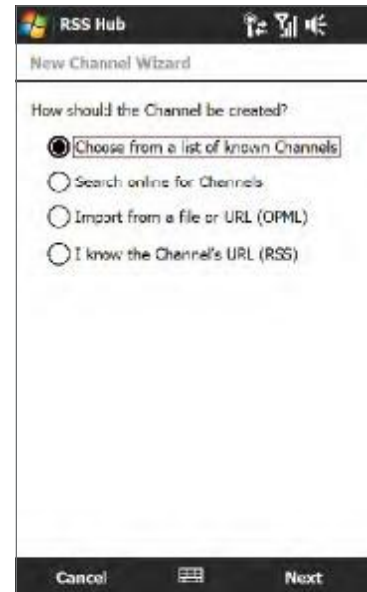 RSS Hub
New Channel Wizard
How should the Channel be created?
Choose from a list of known Channels
Search online for Channels
Import from a file or URL (OPML)
I know the Channel's URL (RSS)
Cancel Next